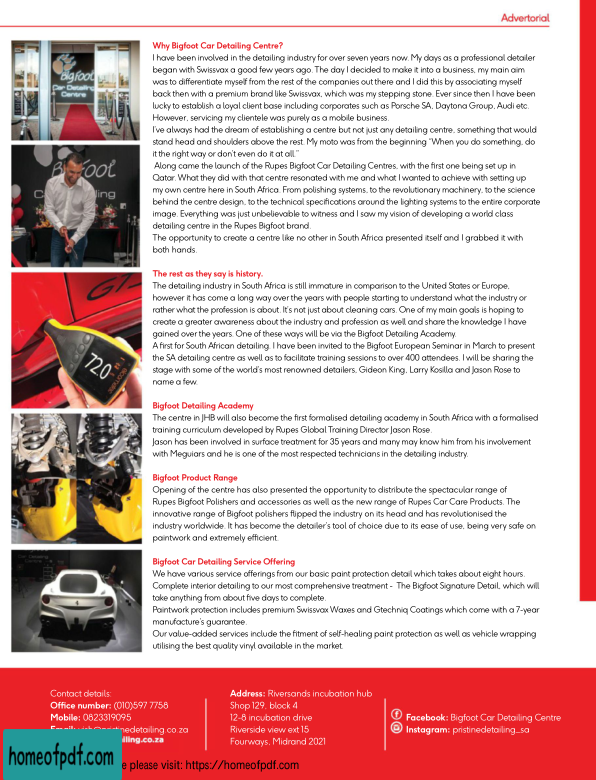 Advertorial
Why Bigfoot Car Detailing Centre?
I have been involved in the detailing industry for over seven years now. My days as a professional detailer
began with Swissvax a good few years ago. The day I decided to make it into a business, my main aim
was to differentiate myself from the rest of the companies out there and I did this by associating myself
back then with a premium brand like Swissvax, which was my stepping stone. Ever since then I have been
lucky to establish a loyal client base including corporates such as Porsche SA, Daytona Group, Audi etc.
However, servicing my clientele was purely as a mobile business.
I've always had the dream of establishing a centre but not just any detailing centre, something that would
stand head and shoulders above the rest. My moto was from the beginning "When you do something, do
it the right way or don't even do it at all."
Along came the launch of the Rupes Bigfoot Car Detailing Centres, with the first one being set up in
Qatar. What they did with that centre resonated with me and what I wanted to achieve with setting up
my own centre here in South Africa. From polishing systems, to the revolutionary machinery, to the science
behind the centre design, to the technical specifications around the lighting systems to the entire corporate
image. Everything was just unbelievable to witness and I saw my vision of developing a world class
detailing centre in the Rupes Bigfoot brand.
The opportunity to create a centre like no other in South Africa presented itself and I grabbed it with
both hands.
The rest as they say is history.
The detailing industry in South Africa is still immature in comparison to the United States or Europe,
however it has come a long way over the years with people starting to understand what the industry or
rather what the profession is about. It's not just about cleaning cars. One of my main goals is hoping to
create a greater awareness about the industry and profession as well and share the knowledge I have
gained over the years. One of these ways will be via the Bigfoot Detailing Academy.
A first for South African detailing. I have been invited to the Bigfoot European Seminar in March to present
the SA detailing centre as well as to facilitate training sessions to over 400 attendees. I will be sharing the
stage with some of the world's most renowned detailers, Gideon King, Larry Kosilla and Jason Rose to
name a few.
Bigfoot Detailing Academy
The centre in JHB will also become the first formalised detailing academy in South Africa with a formalised
training curriculum developed by Rupes Global Training Director Jason Rose.
Jason has been involved in surface treatment for 35 years and many may know him from his involvement
with Meguiars and he is one of the most respected technicians in the detailing industry.
Bigfoot Product Range
Opening of the centre has also presented the opportunity to distribute the spectacular range of
Rupes Bigfoot Polishers and accessories as well as the new range of Rupes Car Care Products. The
innovative range of Bigfoot polishers flipped the industry on its head and has revolutionised the
industry worldwide. It has become the detailer's tool of choice due to its ease of use, being very safe on
paintwork and extremely efficient.
Bigfoot Car Detailing Service Offering
We have various service offerings from our basic paint protection detail which takes about eight hours.
Complete interior detailing to our most comprehensive treatment - The Bigfoot Signature Detail, which will
take anything from about five days to complete.
Paintwork protection includes premium Swissvax Waxes and Gtechniq Coatings which come with a 7-year
manufacture's guarantee.
Our value-added services include the fitment of self-healing paint protection as well as vehicle wrapping
utilising the best quality vinyl available in the market.
Bigfoot
Car Detailing
Centre
720
Contact details:
Office number: (010)597 7758
Mobile: 0823319095
Address: Riversands incubation hub
Shop 129, block 4
12-8 incubation drive
Riverside view ext 15
Fourways, Midrand 2021
Facebook: Bigfoot Car Detailing Centre
Instagram: pristinedetailing_sa
homeofpdf.com
please visit: https://homeofpdf.com